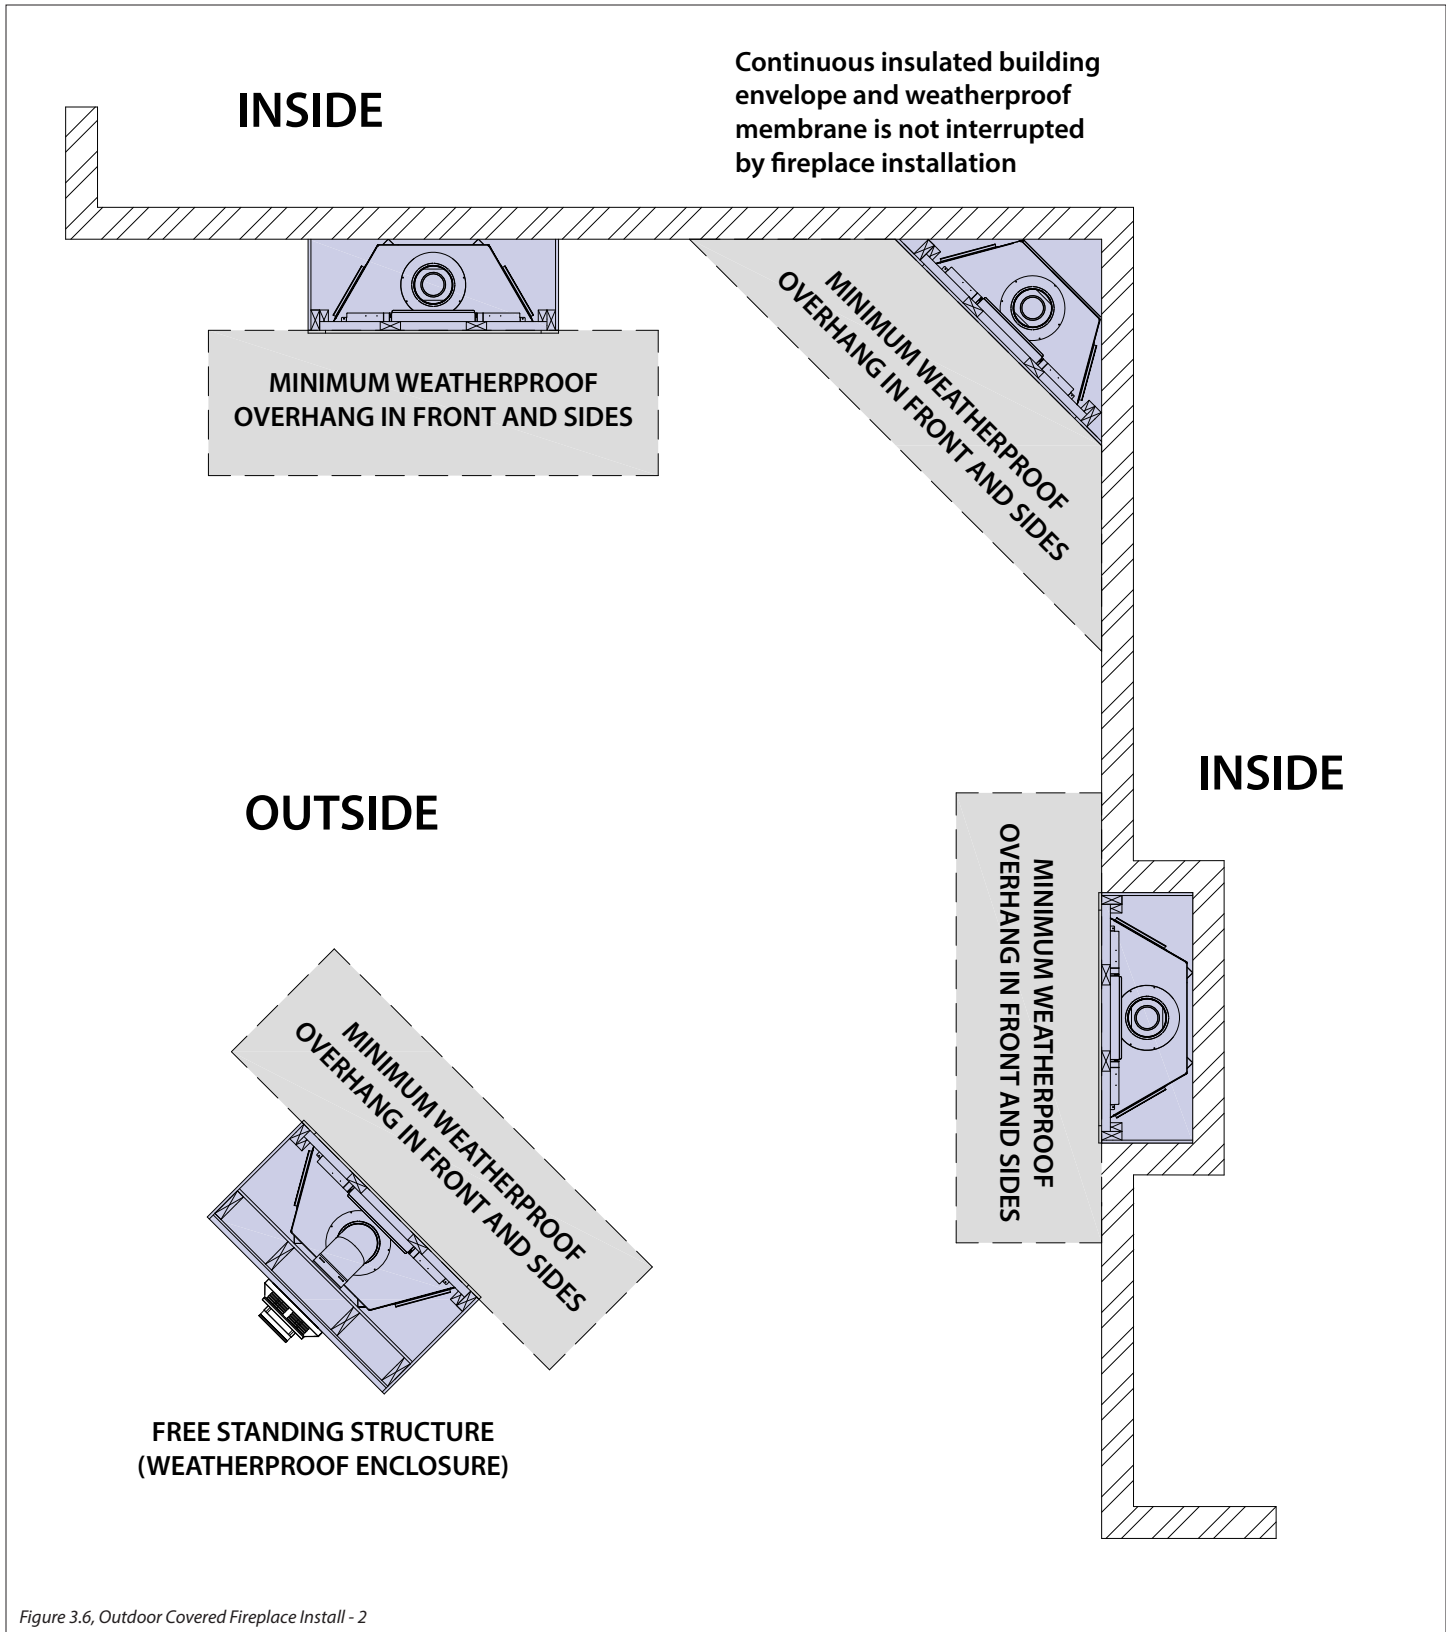 INSIDE
Continuous insulated building
envelope and weatherproof
membrane is not interrupted
by fireplace installation
MINIMUM WEATHERPROOF
OVERHANG IN FRONT AND SIDES
MINIMUM WEATHERPROOF
OVERHANG IN FRONT AND SIDES
INSIDE
OUTSIDE
MINIMUM WEATHERPROOF
OVERHANG IN FRONT AND SIDES
MINIMUM WEATHERPROOF
OVERHANG IN FRONT AND SIDES
FREE STANDING STRUCTURE
(WEATHERPROOF ENCLOSURE)
Figure 3.6, Outdoor Covered Fireplace Install - 2